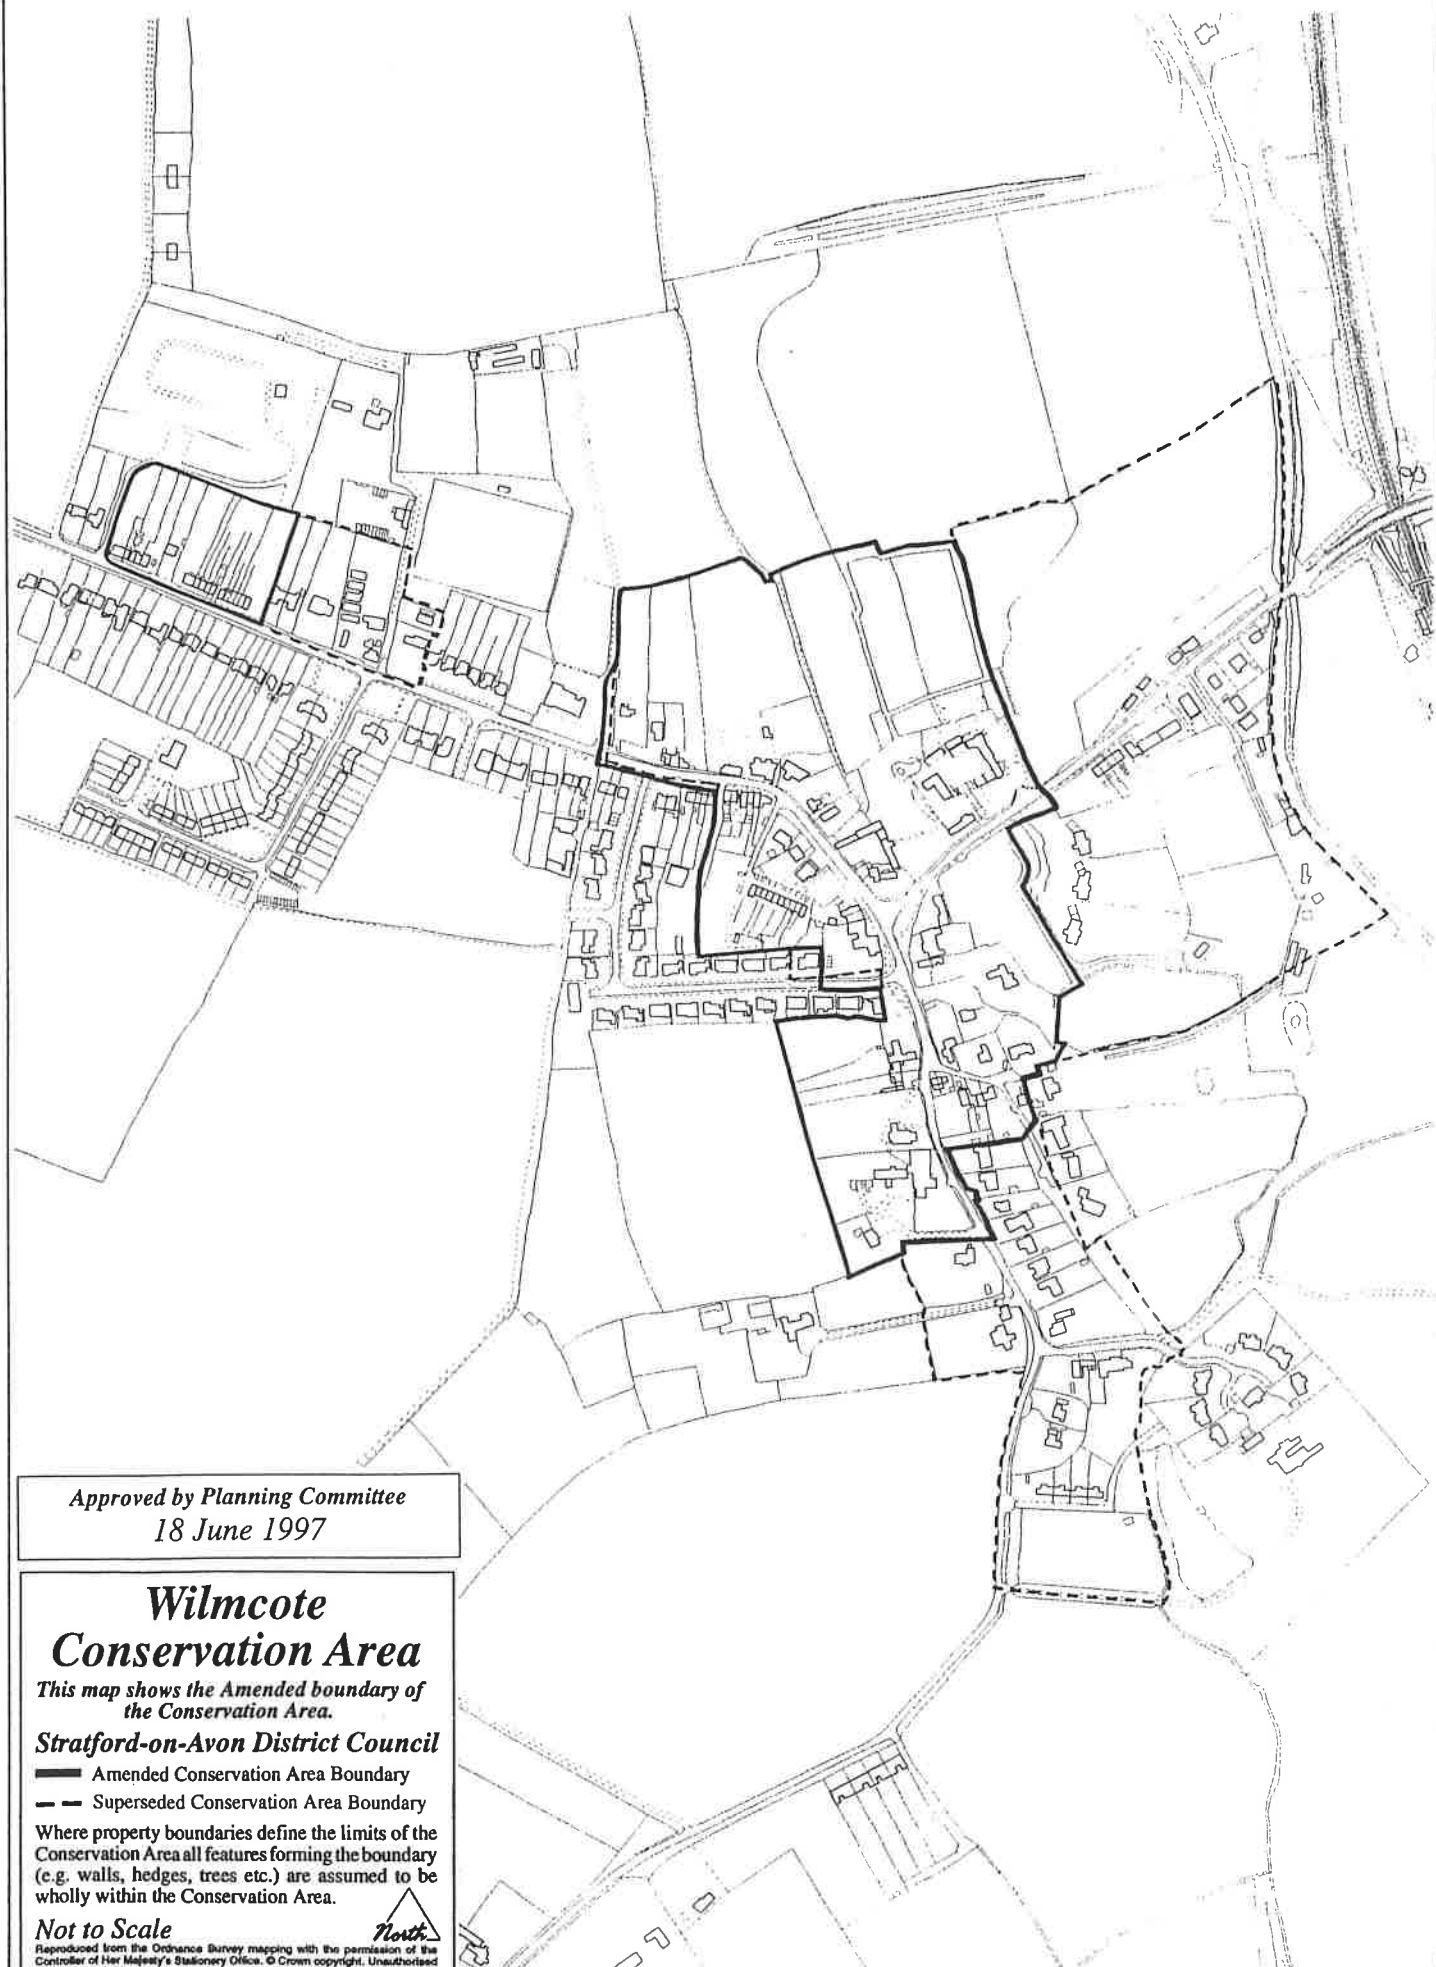 Approved by Planning Committee
18 June 1997
Wilmcote
Conservation Area
This map shows the Amended boundary of
the Conservation Area.
Stratford-on-Avon District Council
Amended Conservation Area Boundary
Superseded Conservation Area Boundary
Where property boundaries define the limits of the
Conservation Area all features forming the boundary
(e.g. walls, hedges, trees etc.) are assumed to be
wholly within the Conservation Area.
Not to Scale
North
Reproduced from the Ordnance Survey mapping with the permission of the
Controller of Her Majesty's Stationery Office. © Crown copyright. Unauthorised